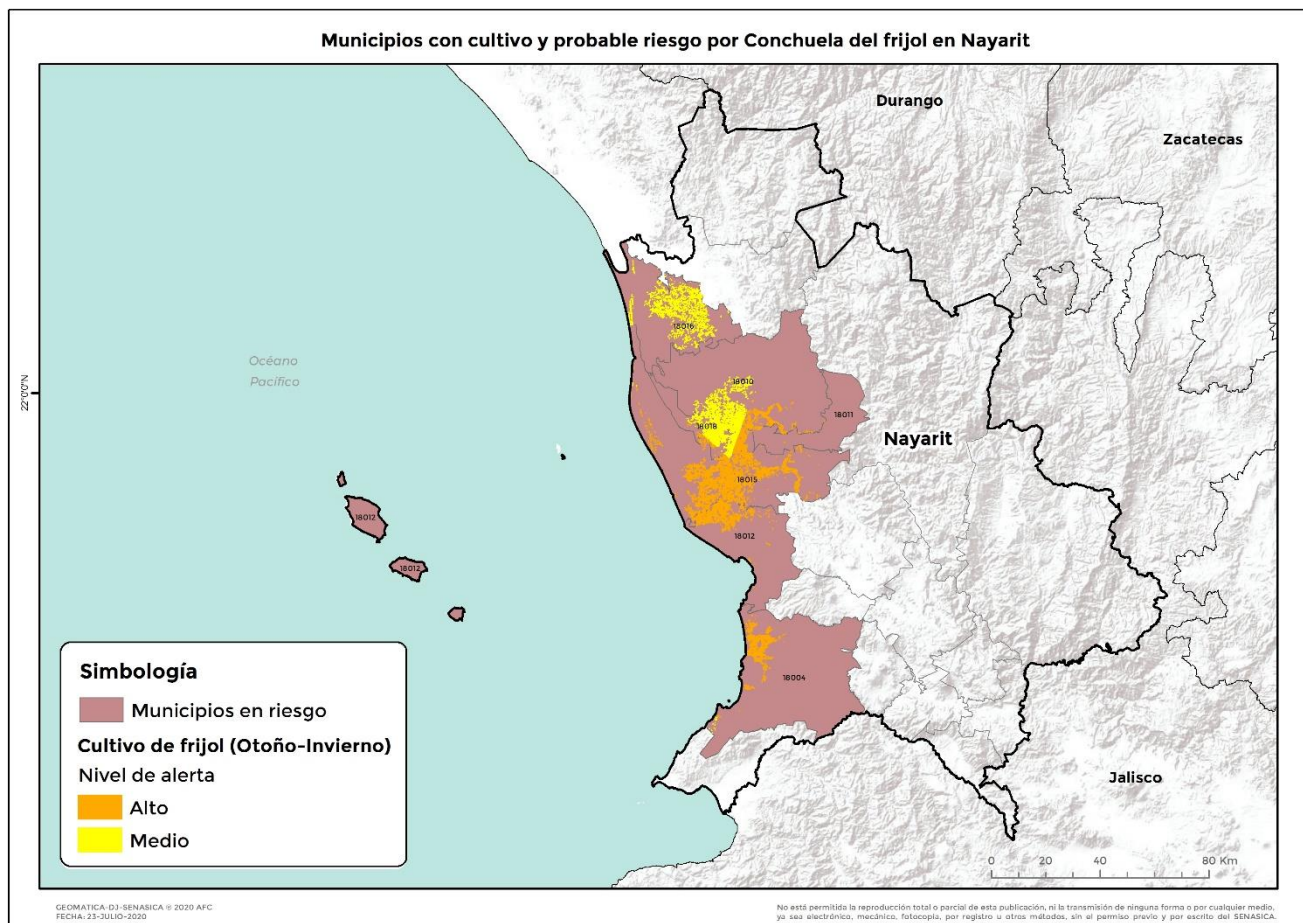 Municipios con cultivo y probable riesgo por Conchuela del frijol en Nayarit
Durango
Zacatecas
22°0'0"N
Océano
Pacífico
18016
18010
18011
18018
Nayarit
18015
18012
18012
18012
18004
Jalisco
Simbología
Municipios en riesgo
Cultivo de frijol (Otoño-Invierno)
Nivel de alerta
Alto
Medio
0 20 40 80 Km
GEOMATICA-DJ-SENASICA © 2020 AFC
FECHA: 23-JULIO-2020
No está permitida la reproducción total o parcial de esta publicación, ni la transmisión de ninguna forma o por cualquier medio,
ya sea electrónico, mecánico, fotocopia, por registro u otros métodos, sin el permiso previo y por escrito del SENASICA.